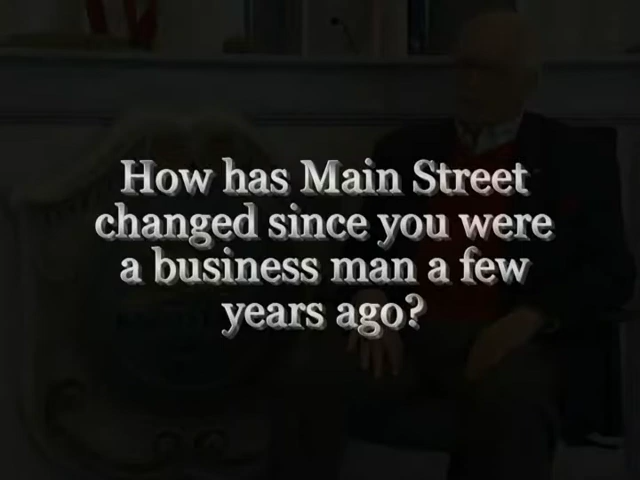 How has Main Street
changed since you were
a business man a few
years ago?